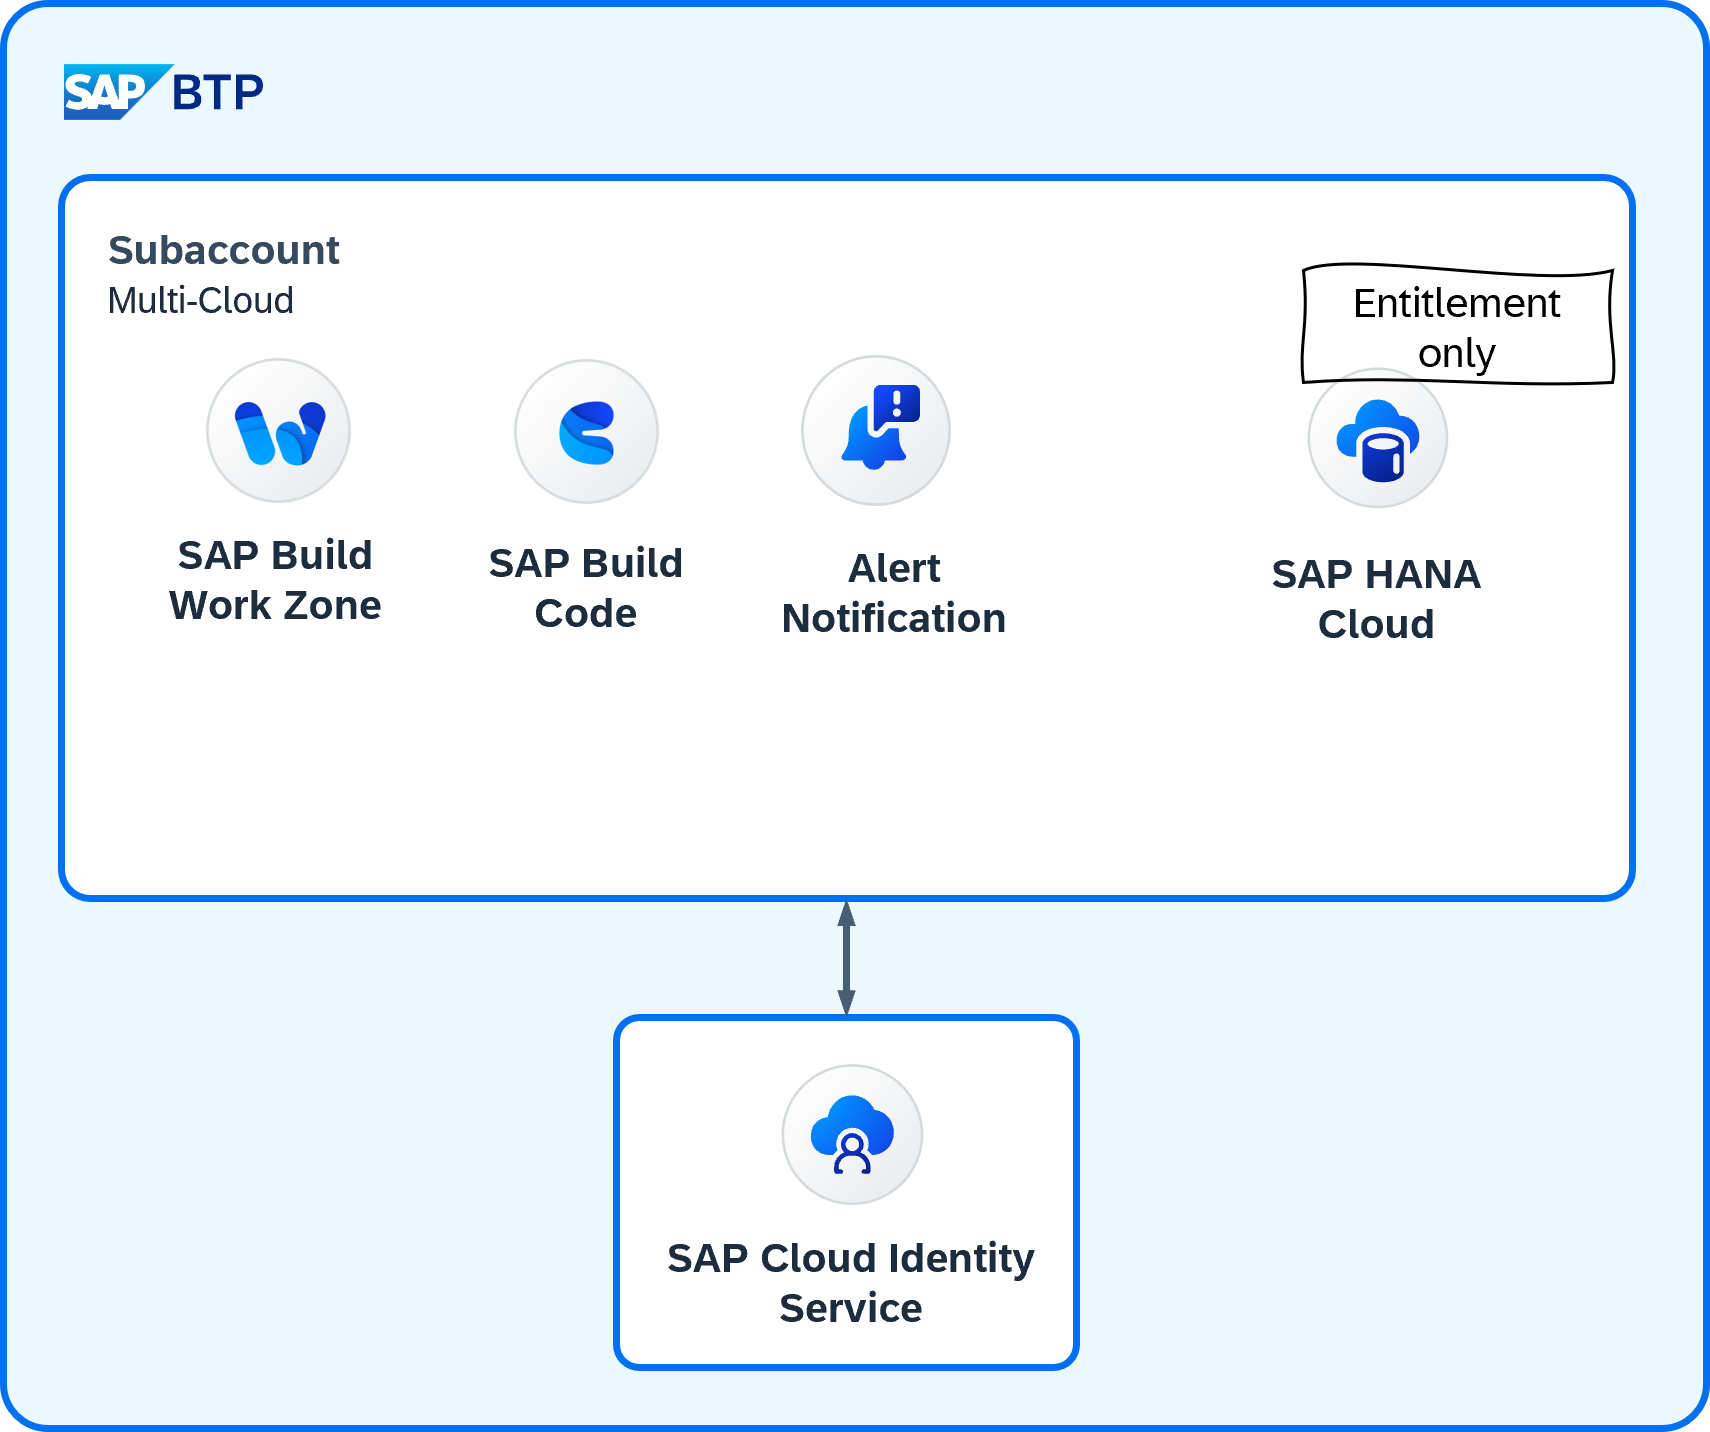 SAP BTP
Subaccount
Multi-Cloud
Entitlement
only
SAP Build
Work Zone
SAP Build
Code
Alert
Notification
SAP HANA
Cloud
SAP Cloud Identity
Service